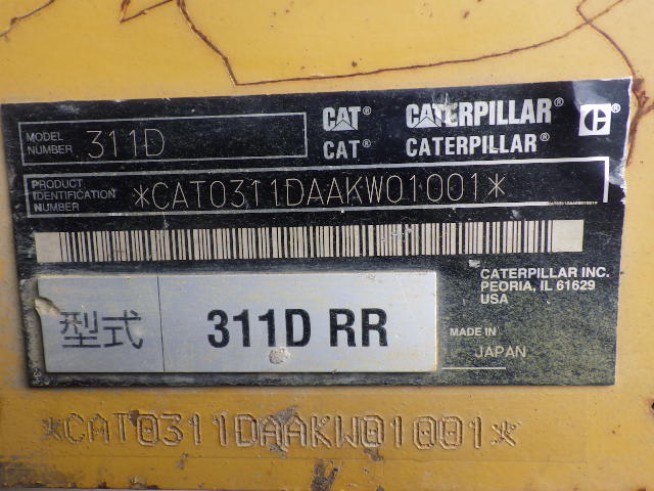 MODEL NUMBER 311D
CAT® CATERPILLAR® C®
CAT® CATERPILLAR®
PRODUCT IDENTIFICATION NUMBER *CAT0311DAAKW01001*
CATERPILLAR INC.
PEORIA, IL 61629
USA
型式 311D RR
MADE IN JAPAN
*CAT0311DAAKW01001*